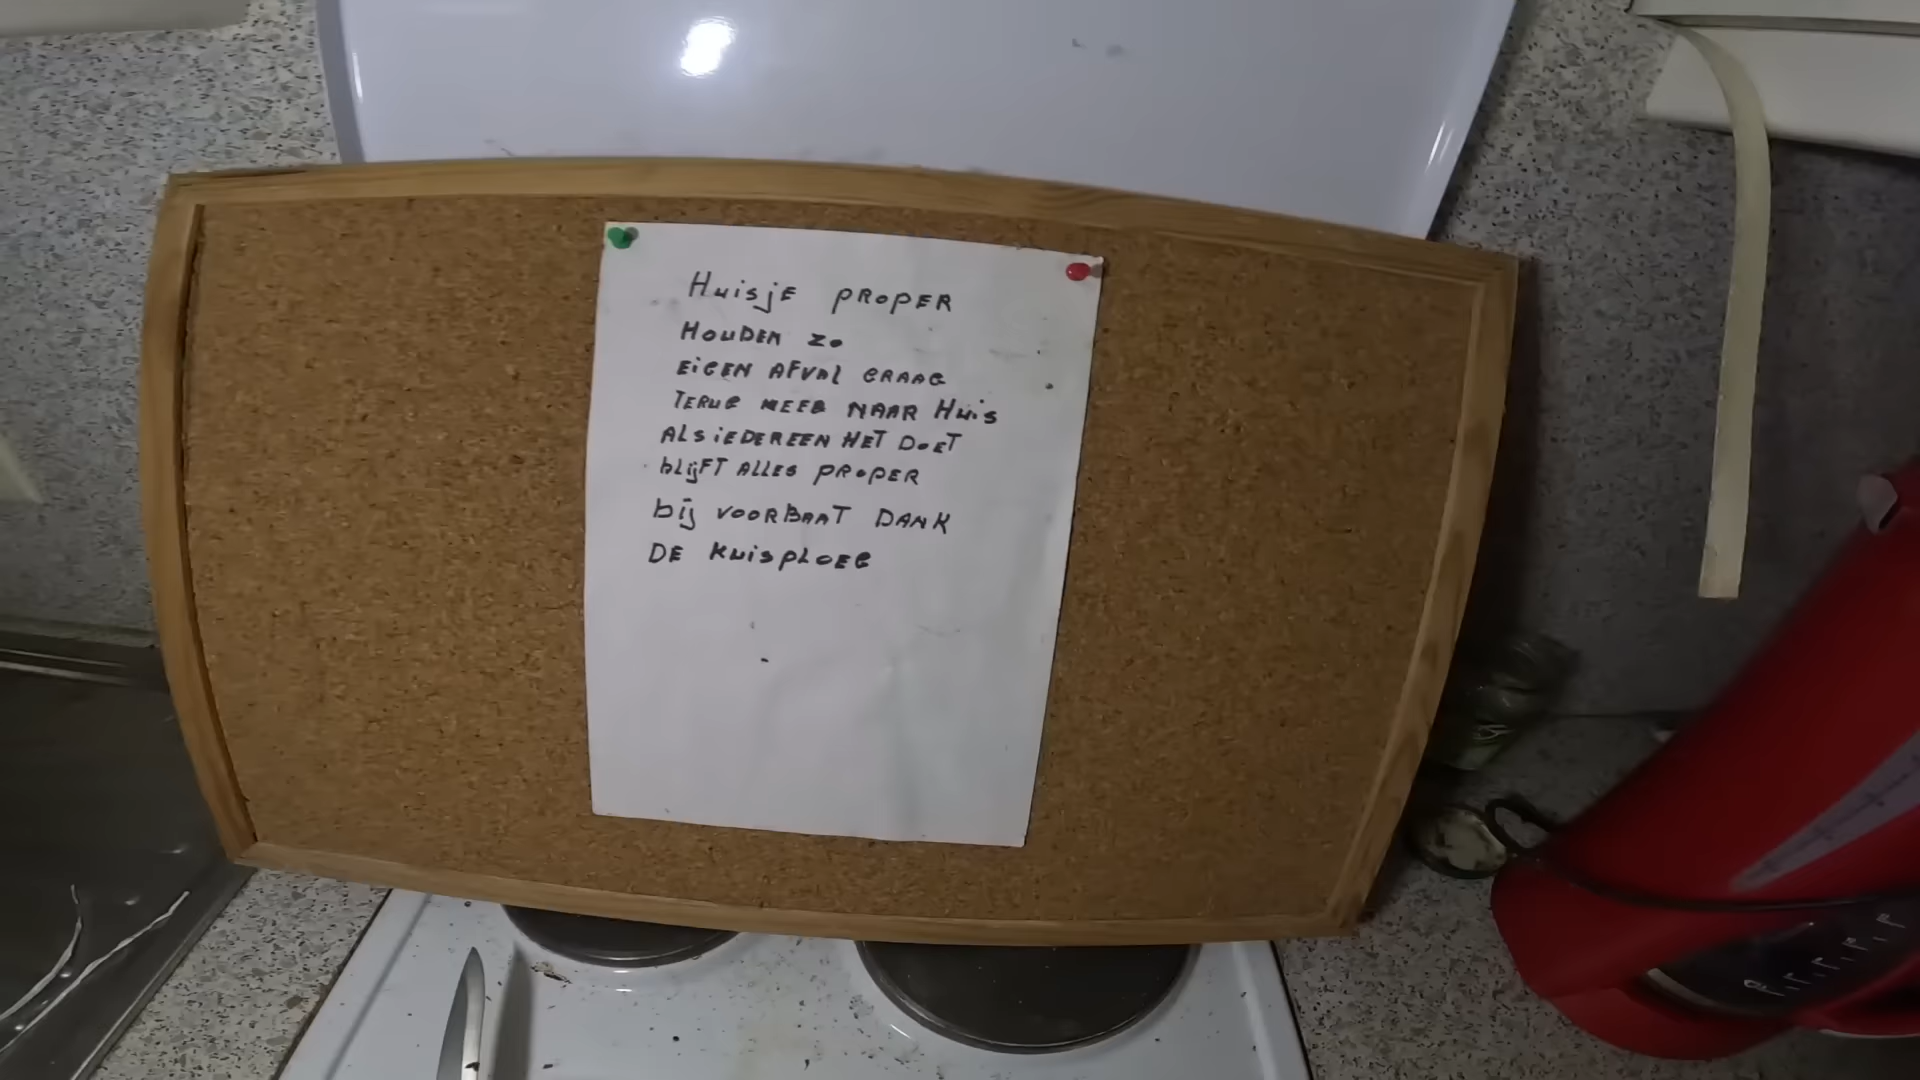 Huisje PROPER
HOUDEN ZO
EIGEN AFVAL GRAAG
TERUG MEEE NAAR HUIS
ALS IEDEREEN HET DOET
blijFT ALLES PROPER
bij VOORBAAT DANK
DE KUISPLOEG